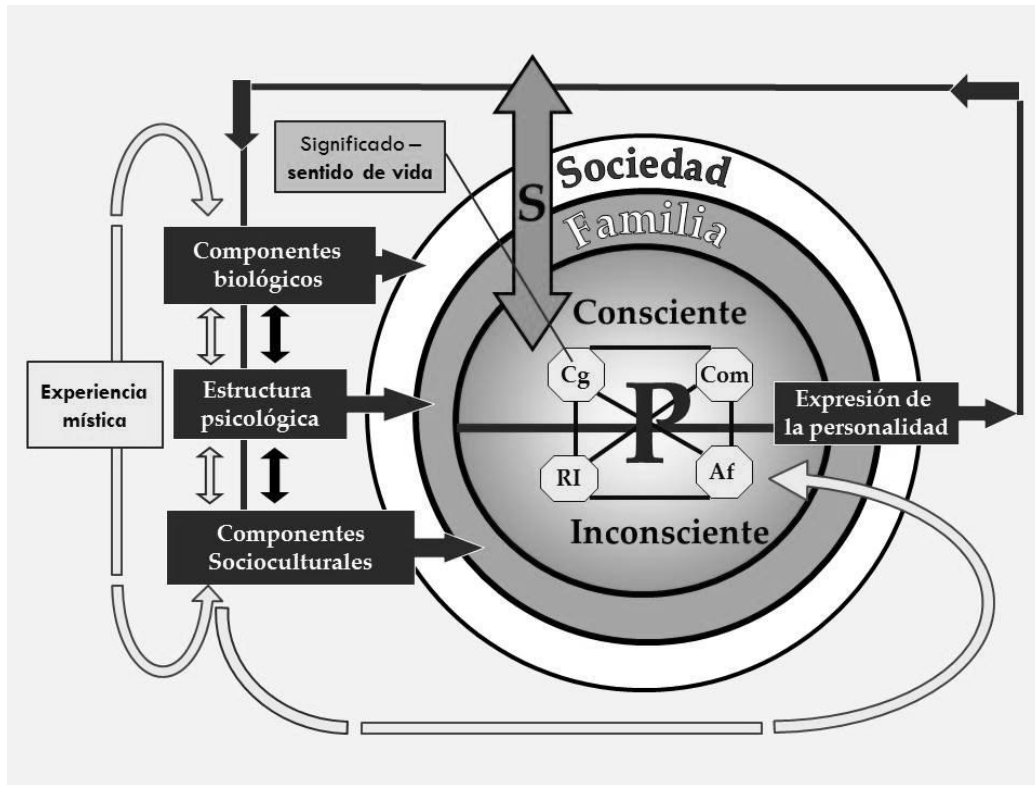 Significado –
sentido de vida
S
Sociedad
Familia
Componentes
biológicos
Consciente
Experiencia
mística
Estructura
psicológica
Cg
Com
P
Expresión de
la personalidad
RI
Af
Inconsciente
Componentes
Socioculturales